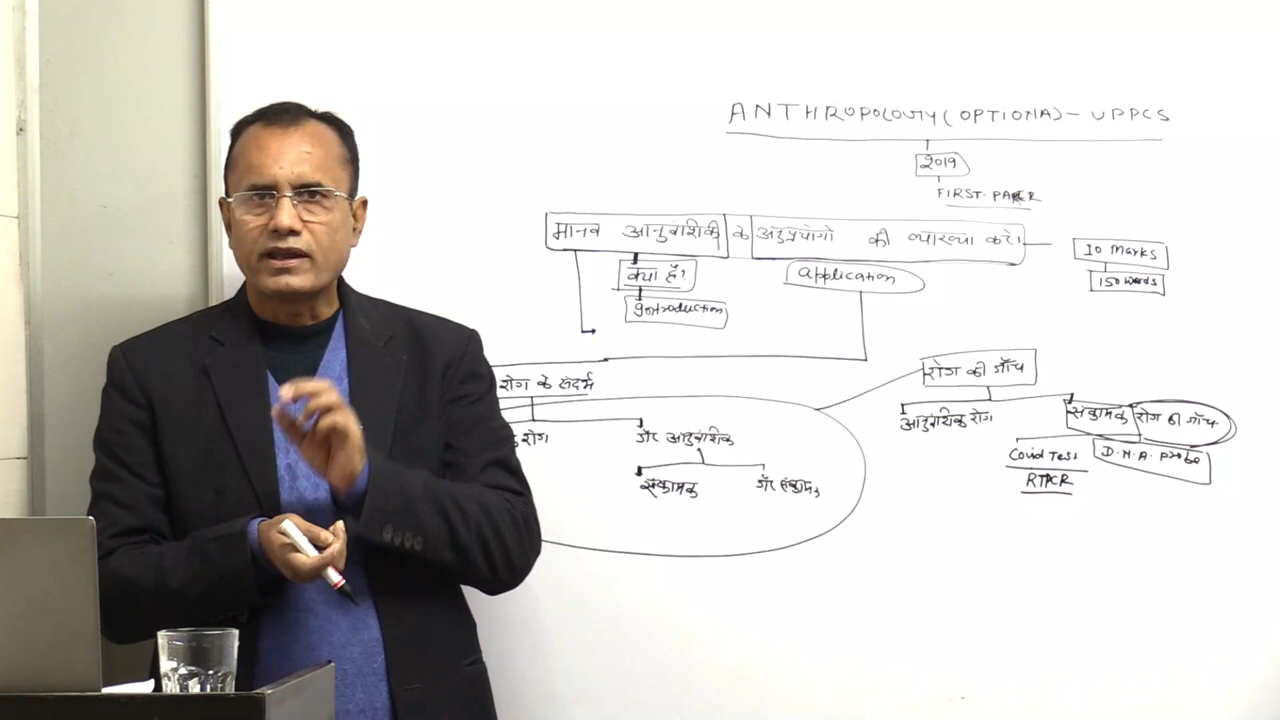 ANTHROPOLOGY (OPTIONA) - UPPCS
2019
FIRST-PAPER
मानव आनुवांशिकी के अनुप्रयोगो की व्याख्या करे।
10 Marks
150 words
क्या है?
application
Introduction
रोग के संदर्भ
रोग की जाँच
रोग
गैर आनुवांशिक
आनुवांशिक रोग
संक्रामक रोग की जाँच
संक्रामक
Covid Test
D.N.A. Probe
RTPCR